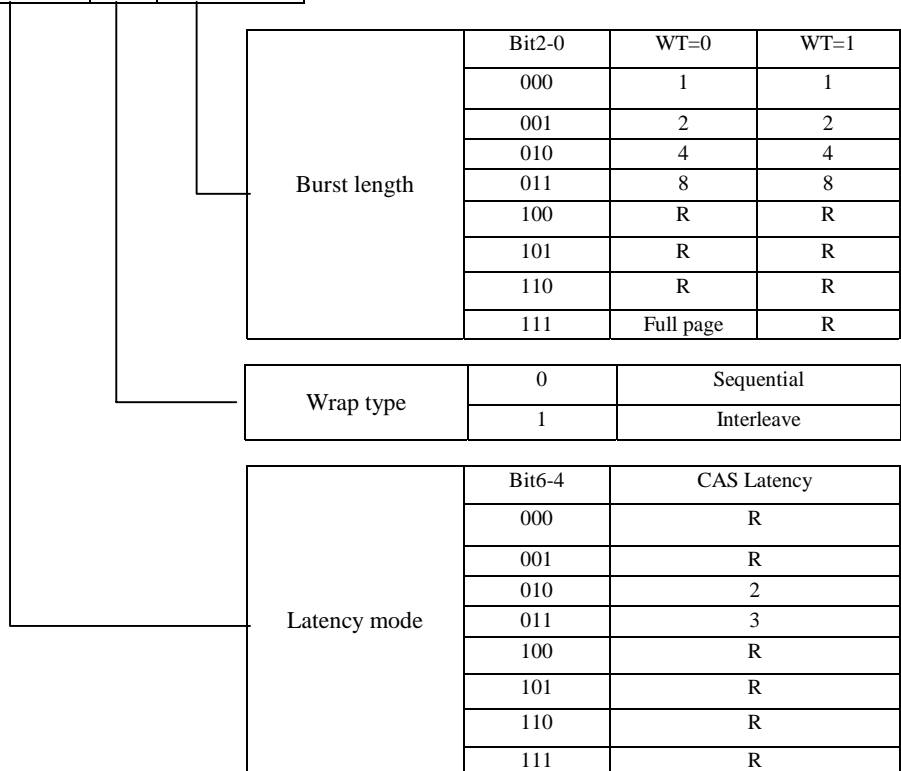 Bit2-0 WT=0 WT=1
000 1 1
001 2 2
010 4 4
Burst length 011 8 8
100 R R
101 R R
110 R R
111 Full page R
Wrap type 0 Sequential
1 Interleave
Bit6-4 CAS Latency
000 R
001 R
010 2
Latency mode 011 3
100 R
101 R
110 R
111 R